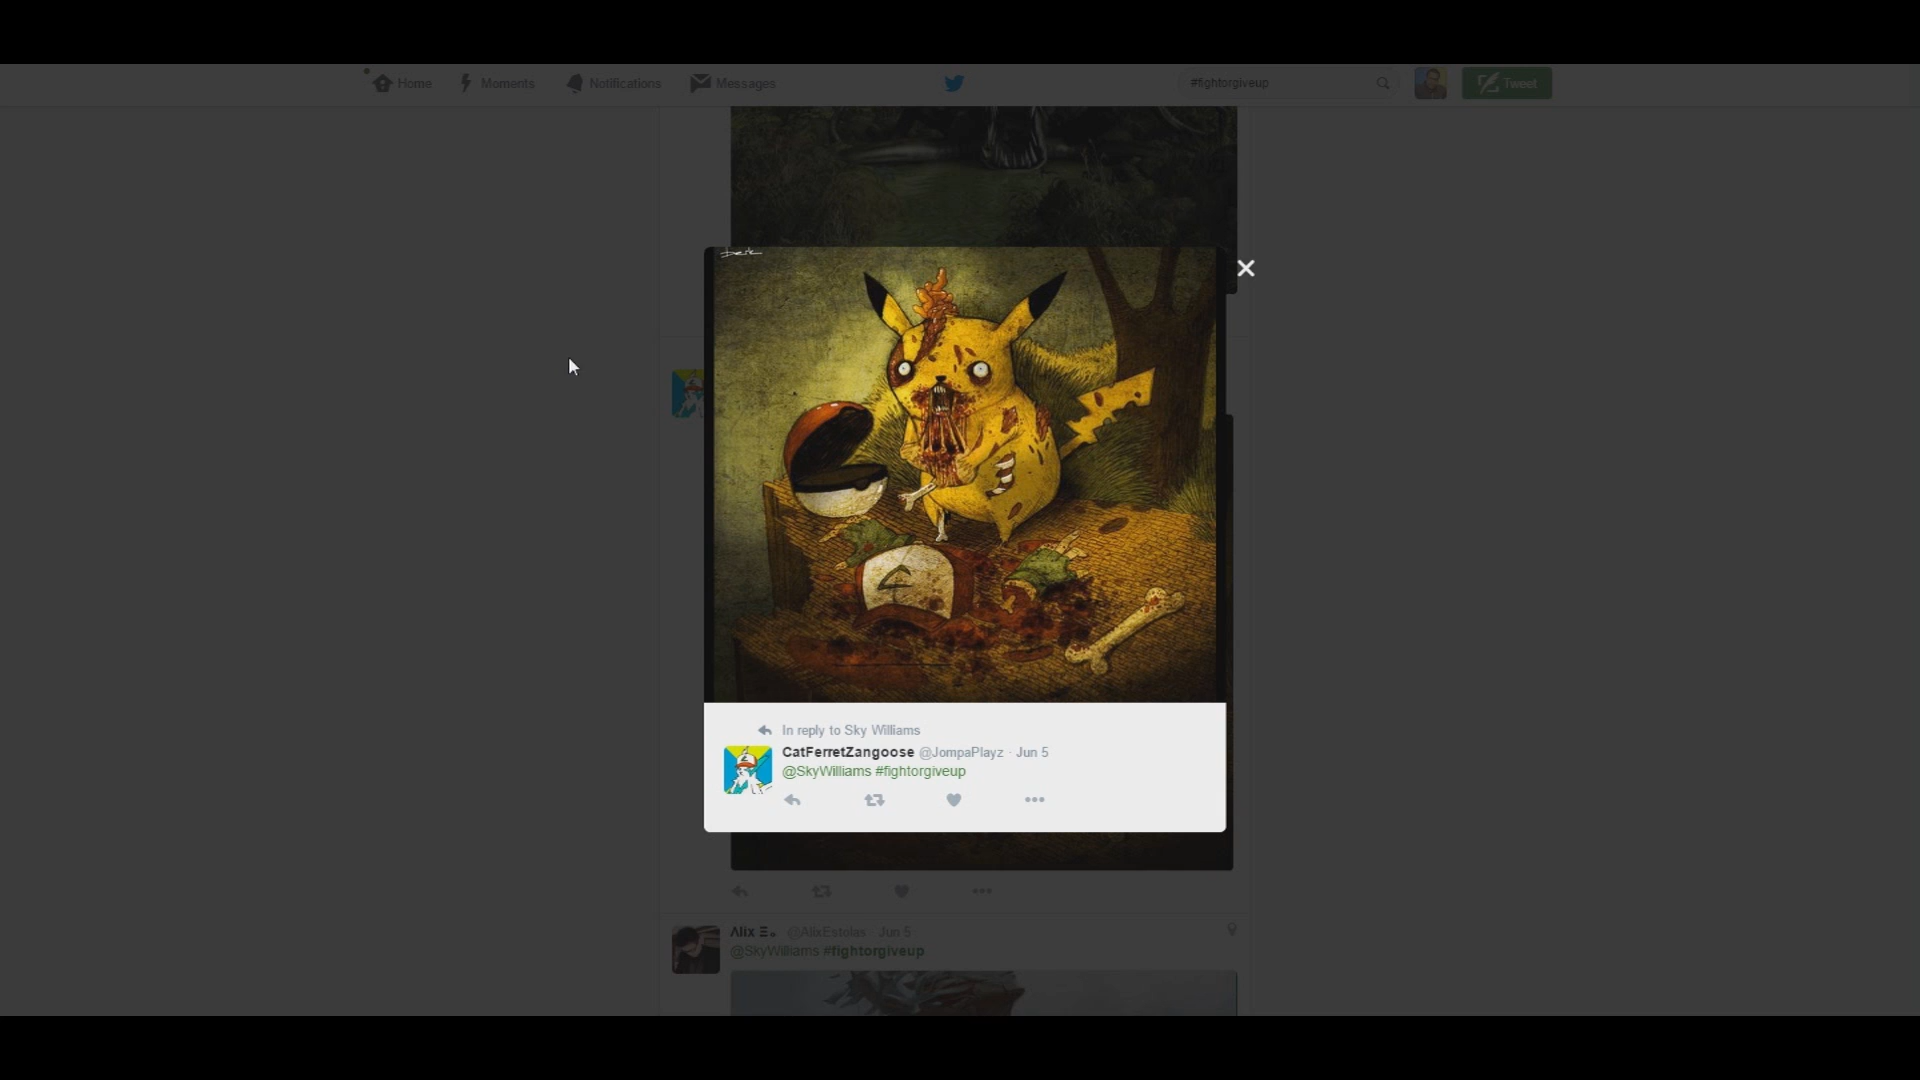 Home
Moments
Notifications
Messages
#fightorgiveup
Tweet
In reply to Sky Williams
CatFerretZangoose @JompaPlayz · Jun 5
@SkyWilliams #fightorgiveup
Λlix Ξ。 @AlixEstolas · Jun 5
@SkyWilliams #fightorgiveup